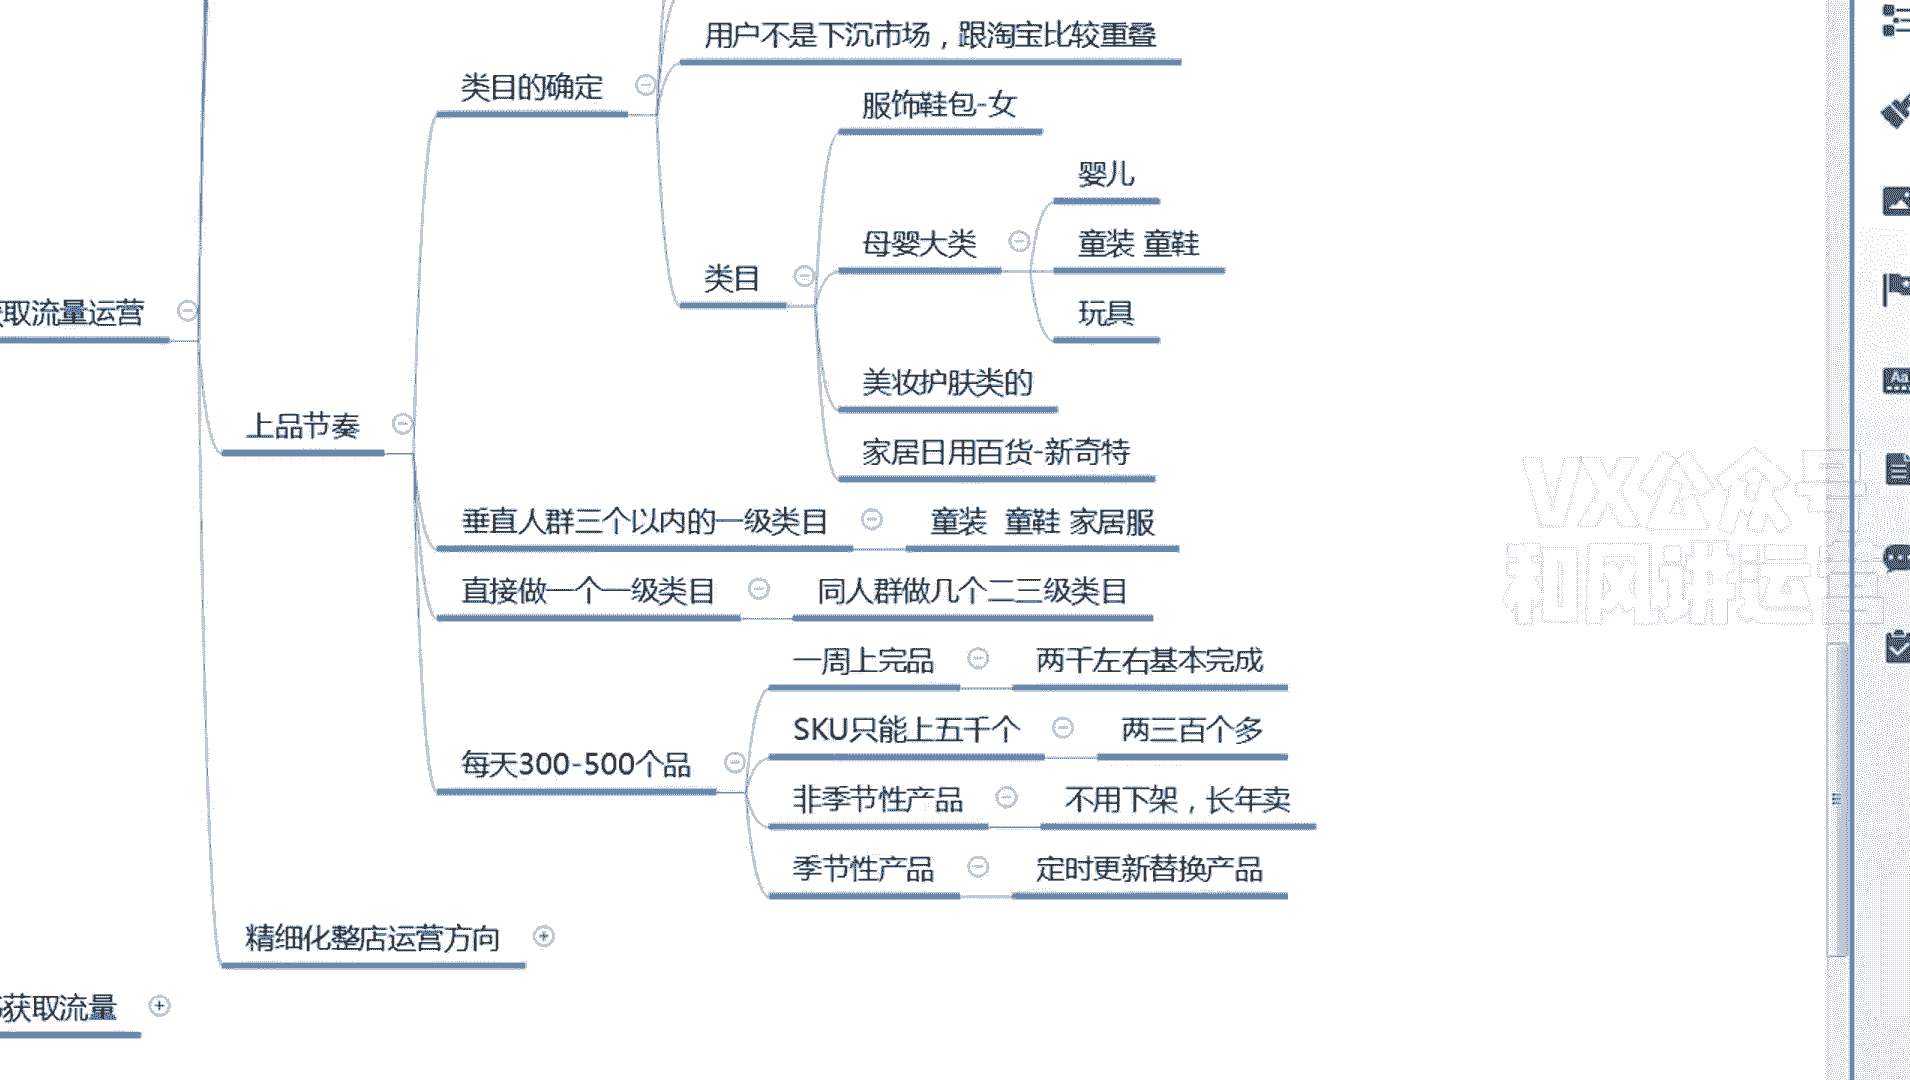 用户不是下沉市场，跟淘宝比较重叠
类目的确定
服饰鞋包-女
婴儿
母婴大类
童装 童鞋
类目
玩具
取流量运营
美妆护肤类的
上品节奏
家居日用百货-新奇特
垂直人群三个以内的一级类目
童装 童鞋 家居服
直接做一个一级类目
同人群做几个二三级类目
一周上完品
两千左右基本完成
SKU只能上五千个
两三百个多
每天300-500个品
非季节性产品
不用下架，长年卖
季节性产品
定时更新替换产品
精细化整店运营方向
获取流量
VX公众号
和风讲运营
Aa